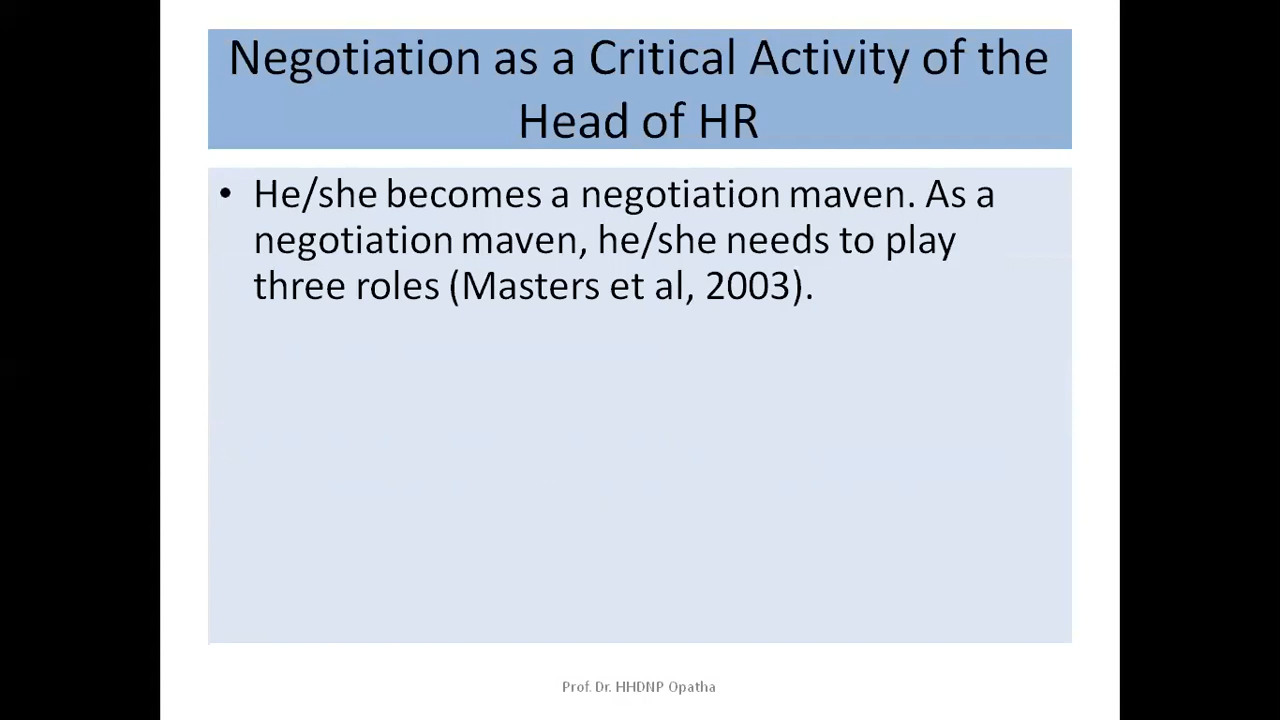 Negotiation as a Critical Activity of the
Head of HR
• He/she becomes a negotiation maven. As a
negotiation maven, he/she needs to play
three roles (Masters et al, 2003).
Prof. Dr. HHDNP Opatha